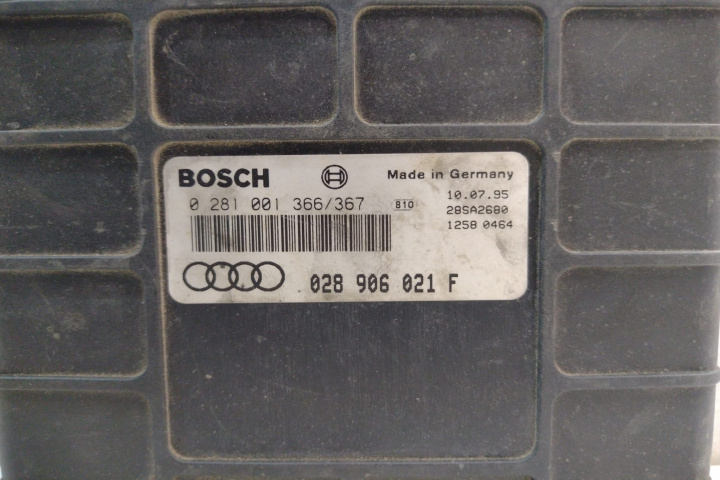 BOSCH Made in Germany
0 281 001 366/367 810 10.07.95
28SA2680
1258 0464
028 906 021 F